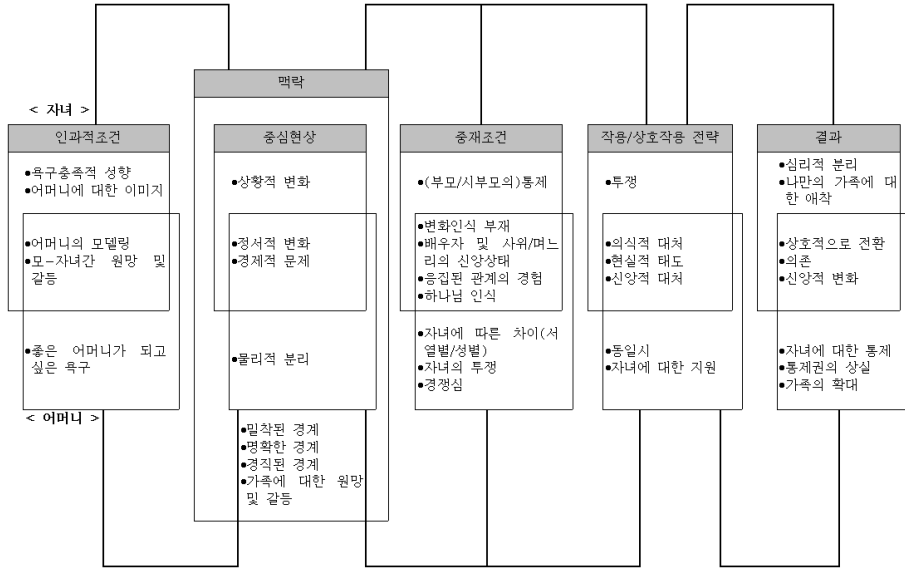 맥락
< 자녀 >
인과적조건
●욕구충족적 성향
●어머니에 대한 이미지
●어머니의 모델링
●모-자녀간 원망 및
갈등
●좋은 어머니가 되고
싶은 욕구
< 어머니 >
중심현상
●상황적 변화
●정서적 변화
●경제적 문제
●물리적 분리
●밀착된 경계
●명확한 경계
●경직된 경계
●가족에 대한 원망
및 갈등
중재조건
●(부모/시부모의)통제
●변화인식 부재
●배우자 및 사위/며느
리의 신앙상태
●응집된 관계의 경험
●하나님 인식
●자녀에 따른 차이(서
열별/성별)
●자녀의 투쟁
●경쟁심
작용/상호작용 전략
●투쟁
●의식적 대처
●현실적 태도
●신앙적 대처
●동일시
●자녀에 대한 지원
결과
●심리적 분리
●나만의 가족에 대
한 애착
●상호적으로 전환
●의존
●신앙적 변화
●자녀에 대한 통제
●통제권의 상실
●가족의 확대